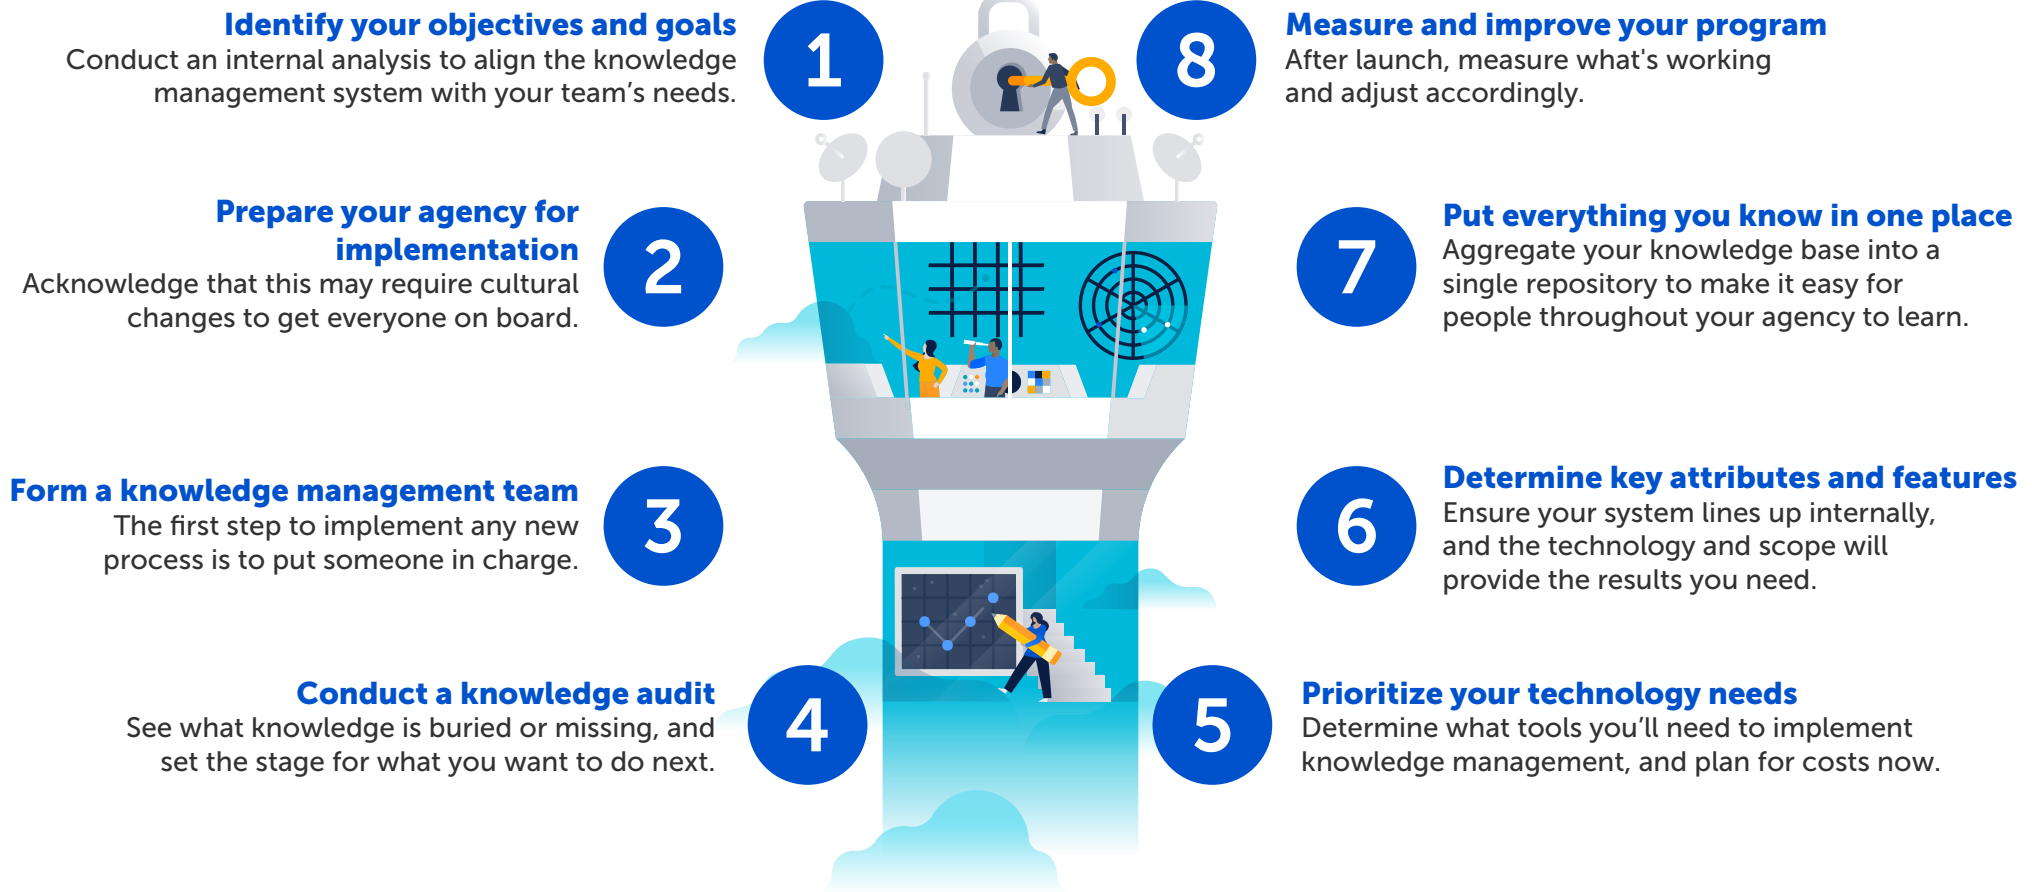 1
Identify your objectives and goals
Conduct an internal analysis to align the knowledge
management system with your team’s needs.
2
Prepare your agency for
implementation
Acknowledge that this may require cultural
changes to get everyone on board.
3
Form a knowledge management team
The first step to implement any new
process is to put someone in charge.
4
Conduct a knowledge audit
See what knowledge is buried or missing, and
set the stage for what you want to do next.
5
Prioritize your technology needs
Determine what tools you’ll need to implement
knowledge management, and plan for costs now.
6
Determine key attributes and features
Ensure your system lines up internally,
and the technology and scope will
provide the results you need.
7
Put everything you know in one place
Aggregate your knowledge base into a
single repository to make it easy for
people throughout your agency to learn.
8
Measure and improve your program
After launch, measure what's working
and adjust accordingly.